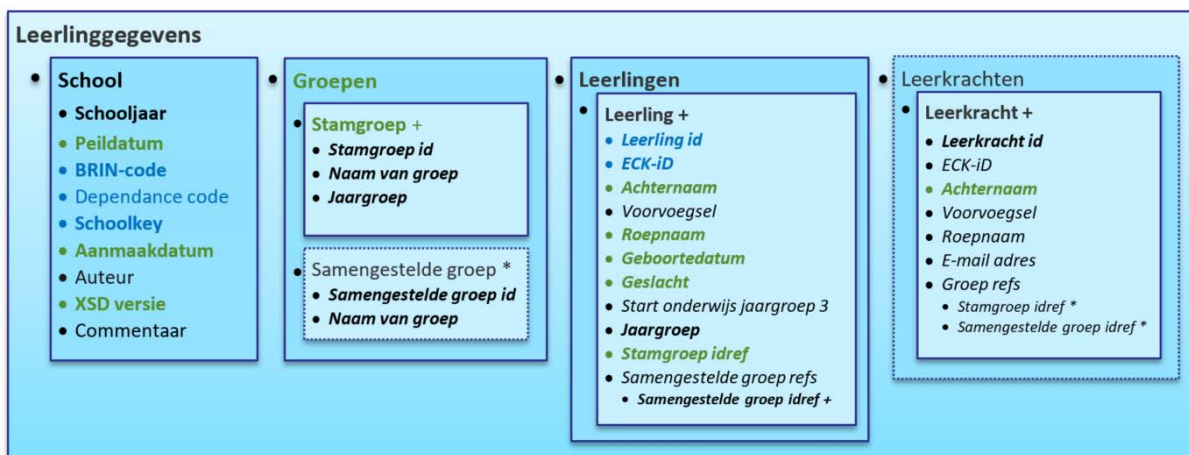 Leerlinggegevens
School
Schooljaar
Peildatum
BRIN-code
Dependance code
Schoolkey
Aanmaakdatum
Auteur
XSD versie
Commentaar
Groepen
Stamgroep +
Stamgroep id
Naam van groep
Jaargroep
Samengestelde groep *
Samengestelde groep id
Naam van groep
Leerlingen
Leerling +
Leerling id
ECK-iD
Achternaam
Voorvoegsel
Roepnaam
Geboortedatum
Geslacht
Start onderwijs jaargroep 3
Jaargroep
Stamgroep idref
Samengestelde groep refs
Samengestelde groep idref +
Leerkrachten
Leerkracht +
Leerkracht id
ECK-iD
Achternaam
Voorvoegsel
Roepnaam
E-mail adres
Groep refs
Stamgroep idref *
Samengestelde groep idref *